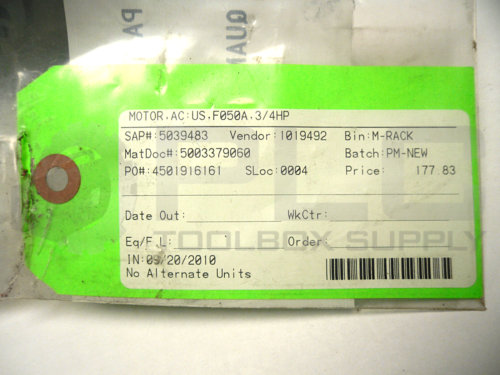 QUAN
PA
MOTOR,AC:US,F050A,3/4HP
SAP#:5039483 Vendor:1019492 Bin:M-RACK
MatDoc#:5003379060 Batch:PM-NEW
PO#:4501916161 SLoc:0004 Price: 177.83
PLC
Date Out: WkCtr:
TOOLBOX SUPPLY
Eq/F.L: Order:
IN:09/20/2010
No Alternate Units